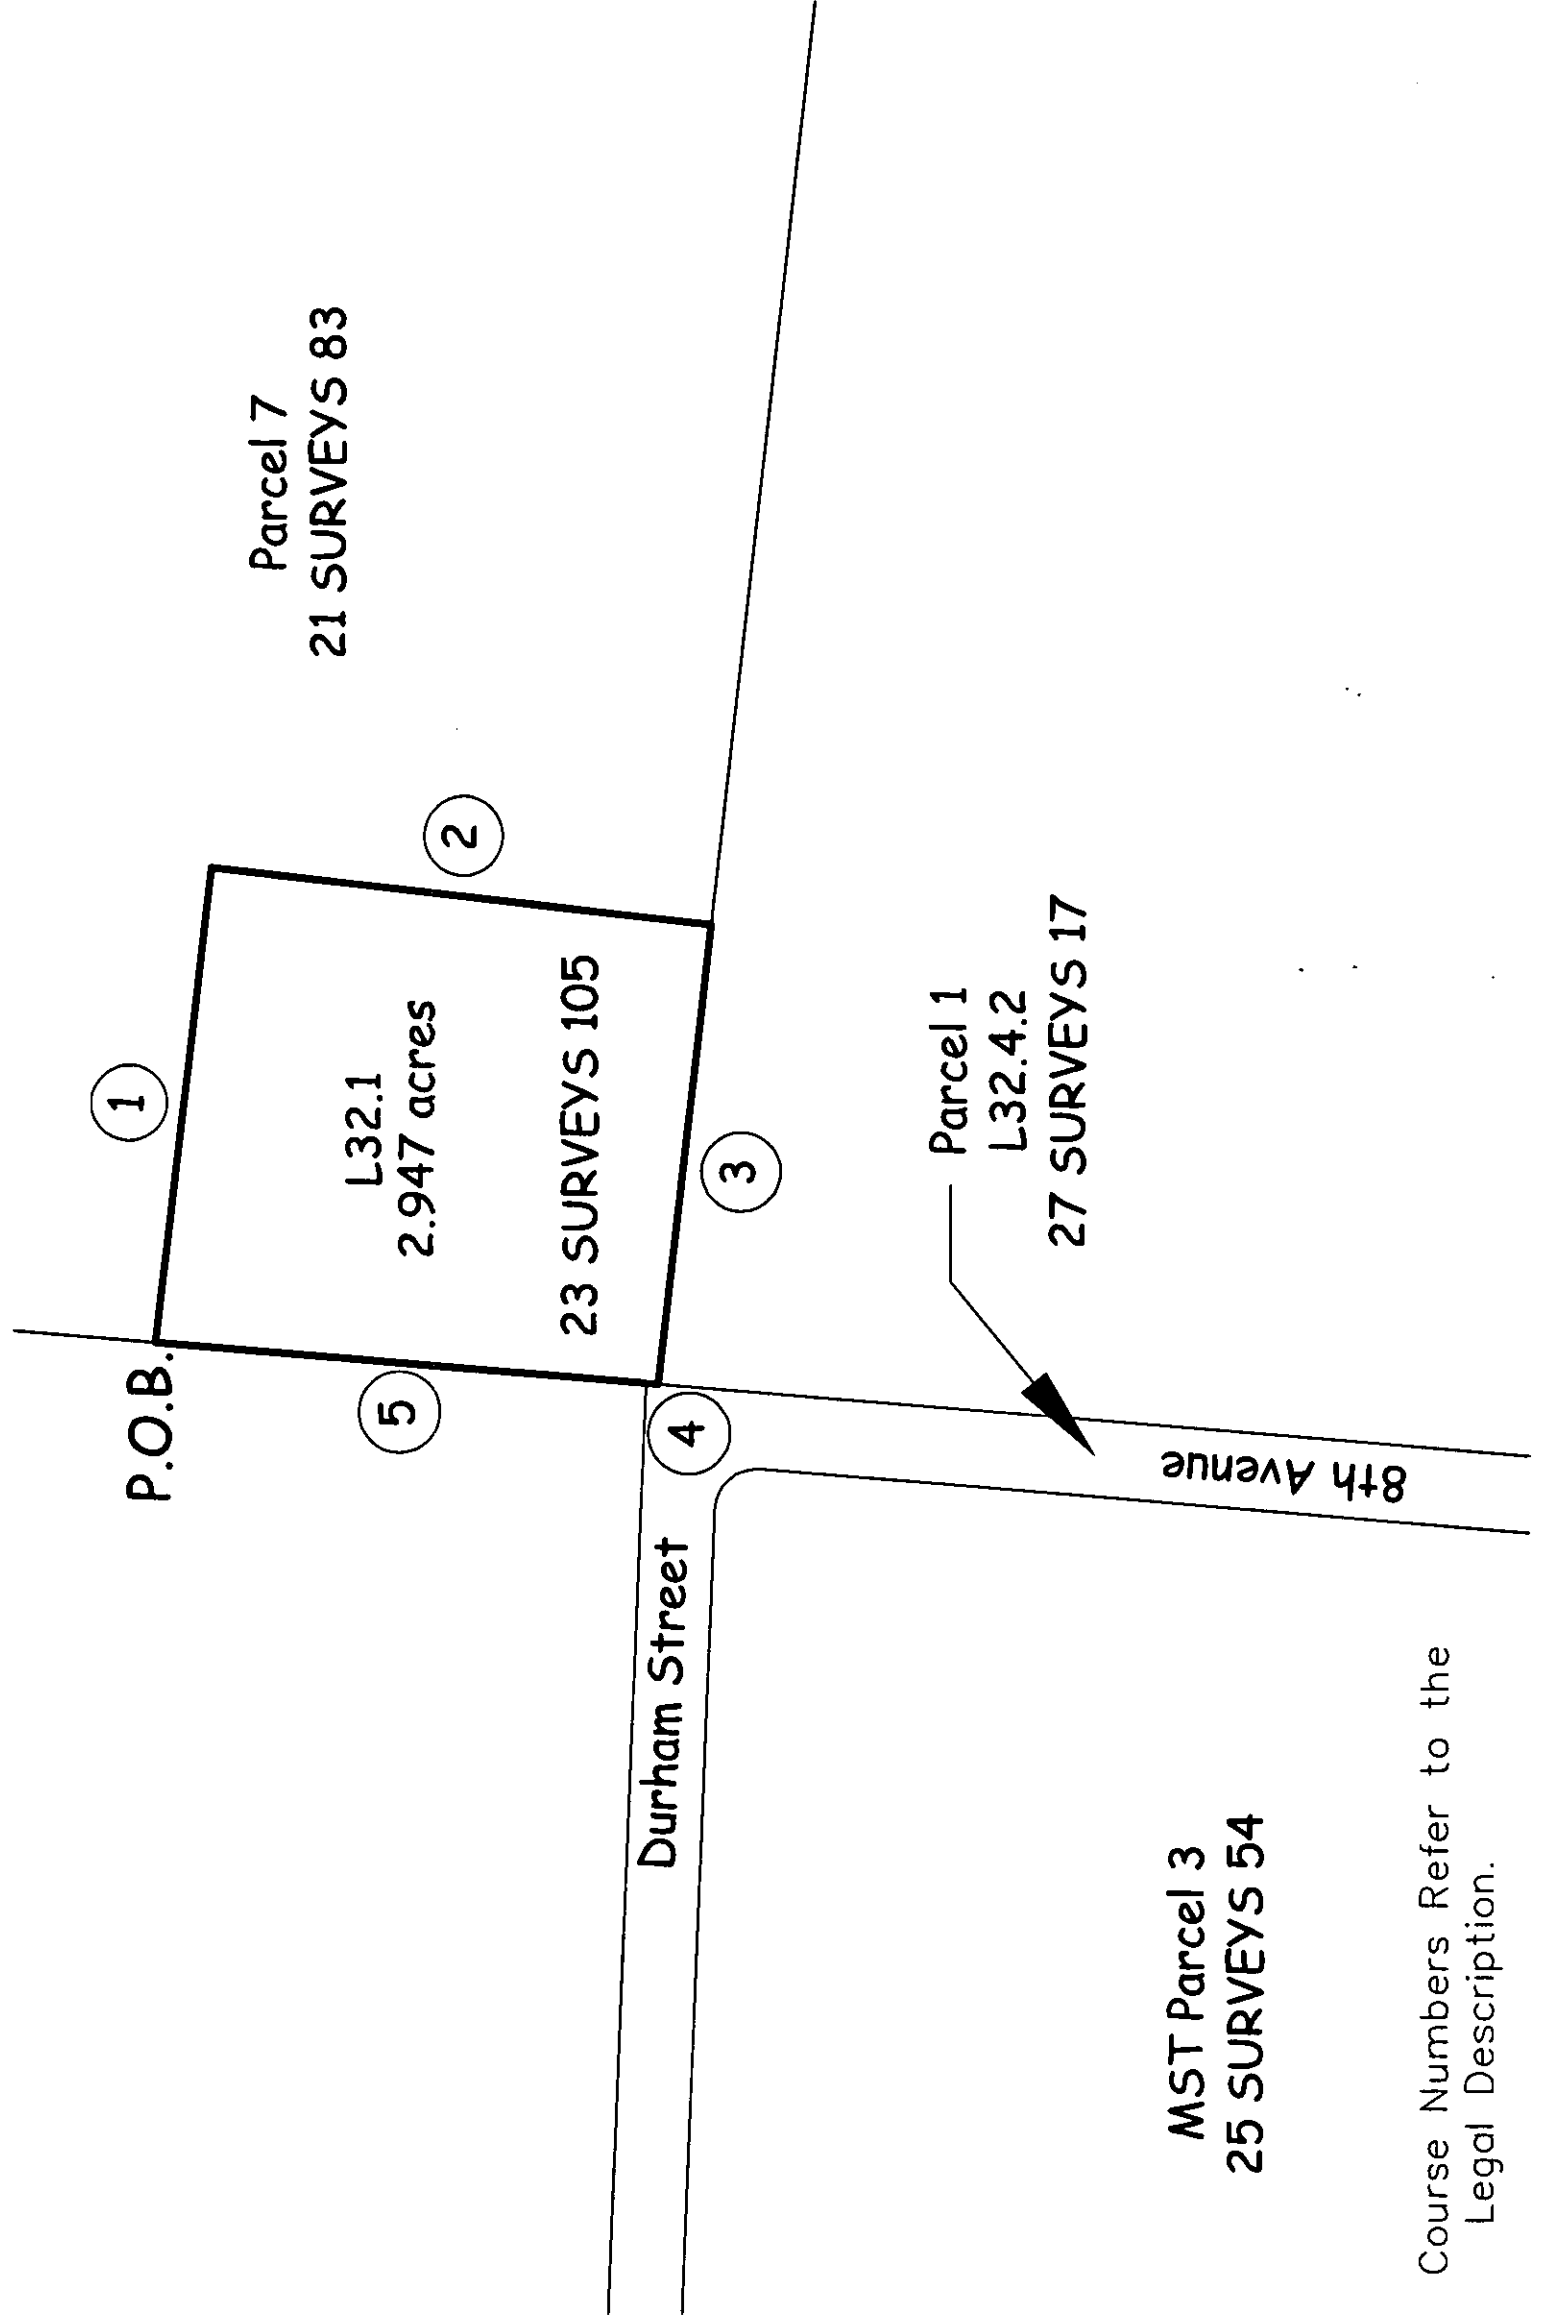 P.O.B.
1
Parcel 7
21 SURVEYS 83
2
L32.1
2.947 acres
23 SURVEYS 105
5
3
4
Durham Street
Parcel 1
L32.4.2
27 SURVEYS 17
8th Avenue
MST Parcel 3
25 SURVEYS 54
Course Numbers Refer to the
Legal Description.